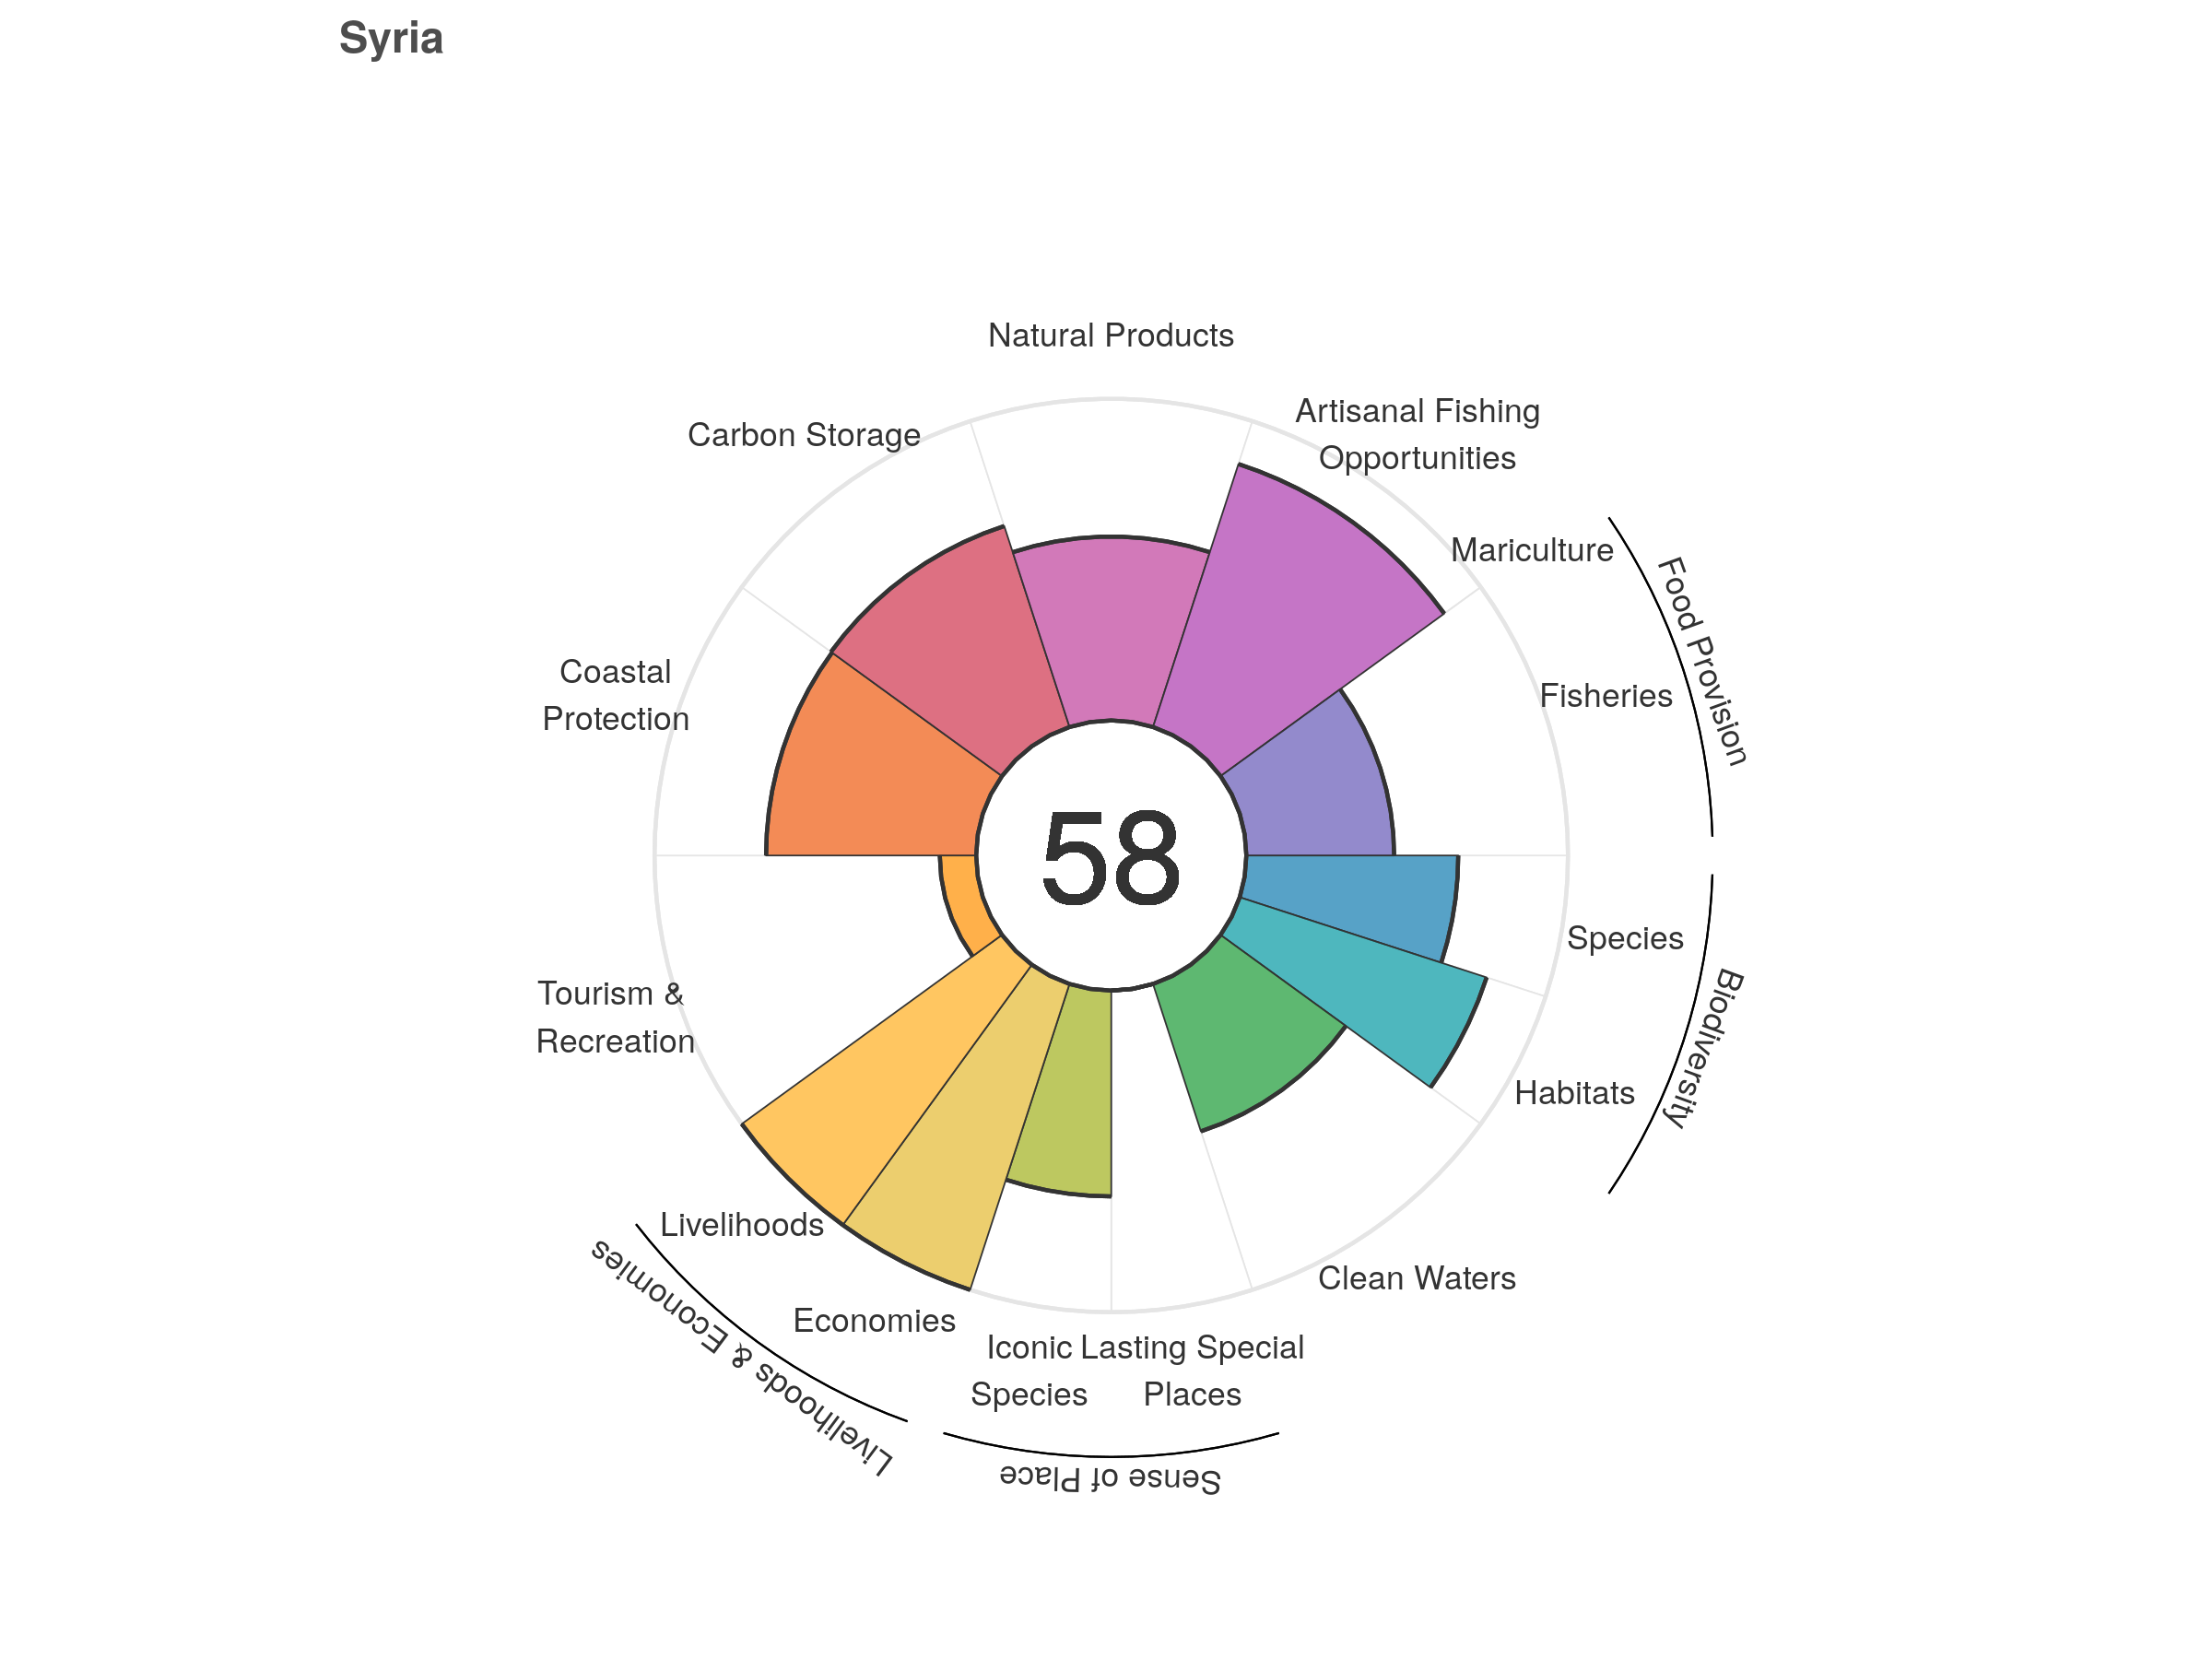 Syria
Natural Products
Artisanal Fishing
Opportunities
Carbon Storage
Mariculture
Food Provision
Fisheries
Coastal
Protection
58
Species
Biodiversity
Tourism &
Recreation
Habitats
Livelihoods
Clean Waters
Economies
Livelihoods & Economies
Iconic
Species
Lasting Special
Places
Sense of Place